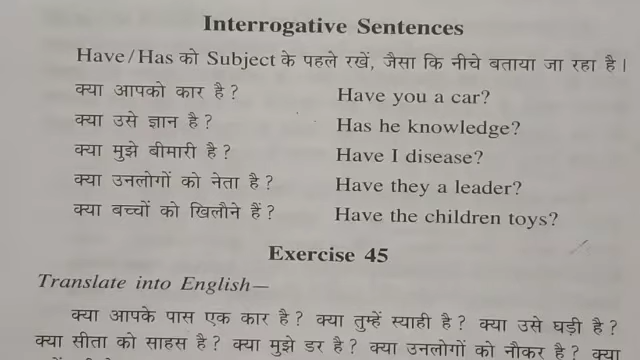 Interrogative Sentences
Have/Has को Subject के पहले रखें, जैसा कि नीचे बताया जा रहा है।
क्या आपको कार है? Have you a car?
क्या उसे ज्ञान है? Has he knowledge?
क्या मुझे बीमारी है? Have I disease?
क्या उनलोगों को नेता है? Have they a leader?
क्या बच्चों को खिलौने हैं? Have the children toys?
Exercise 45
Translate into English—
क्या आपके पास एक कार है? क्या तुम्हें स्याही है? क्या उसे घड़ी है?
क्या सीता को साहस है? क्या मुझे डर है? क्या उनलोगों को नौकर है? क्या